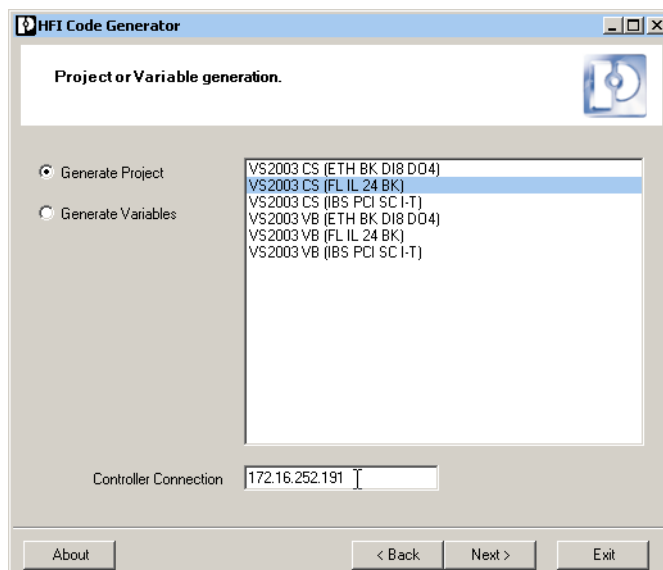 HFI Code Generator
Project or Variable generation.
Generate Project
Generate Variables
VS2003 CS (ETH BK DI8 DO4)
VS2003 CS (FL IL 24 BK)
VS2003 CS (IBS PCI SC I-T)
VS2003 VB (ETH BK DI8 DO4)
VS2003 VB (FL IL 24 BK)
VS2003 VB (IBS PCI SC I-T)
Controller Connection
172.16.252.191
About
< Back
Next >
Exit